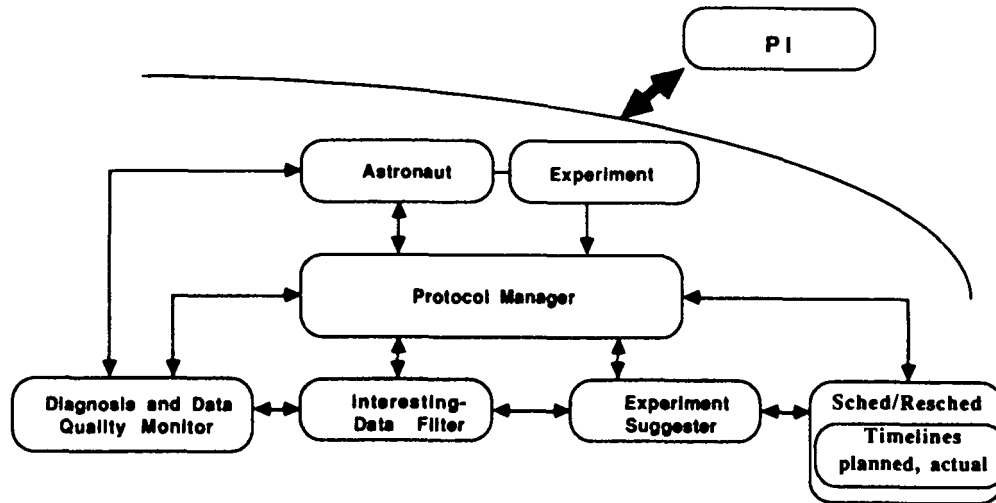 PI
Astronaut
Experiment
Protocol Manager
Diagnosis and Data
Quality Monitor
Interesting-
Data Filter
Experiment
Suggester
Sched/Resched
Timelines
planned, actual